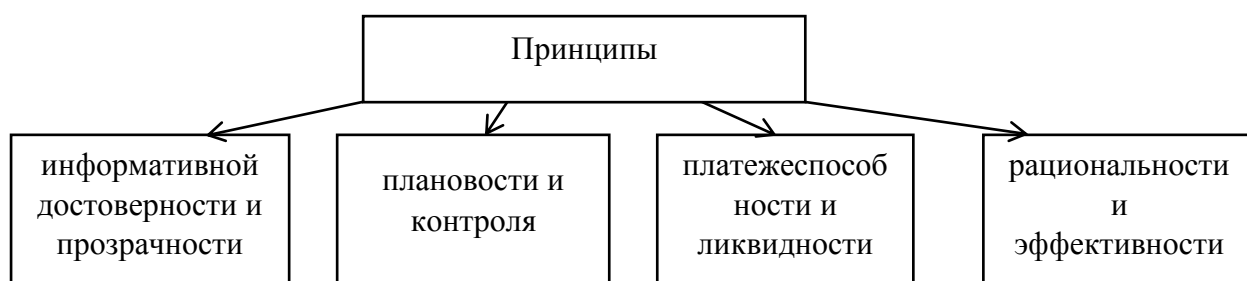 Принципы
информативной
достоверности и
прозрачности
плановости и
контроля
платежеспособ
ности и
ликвидности
рациональности
и
эффективности